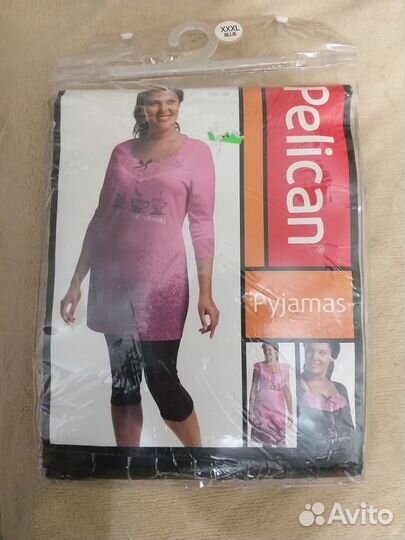 XXXL
BLUE
Pelican®
Pyjamas
Avito